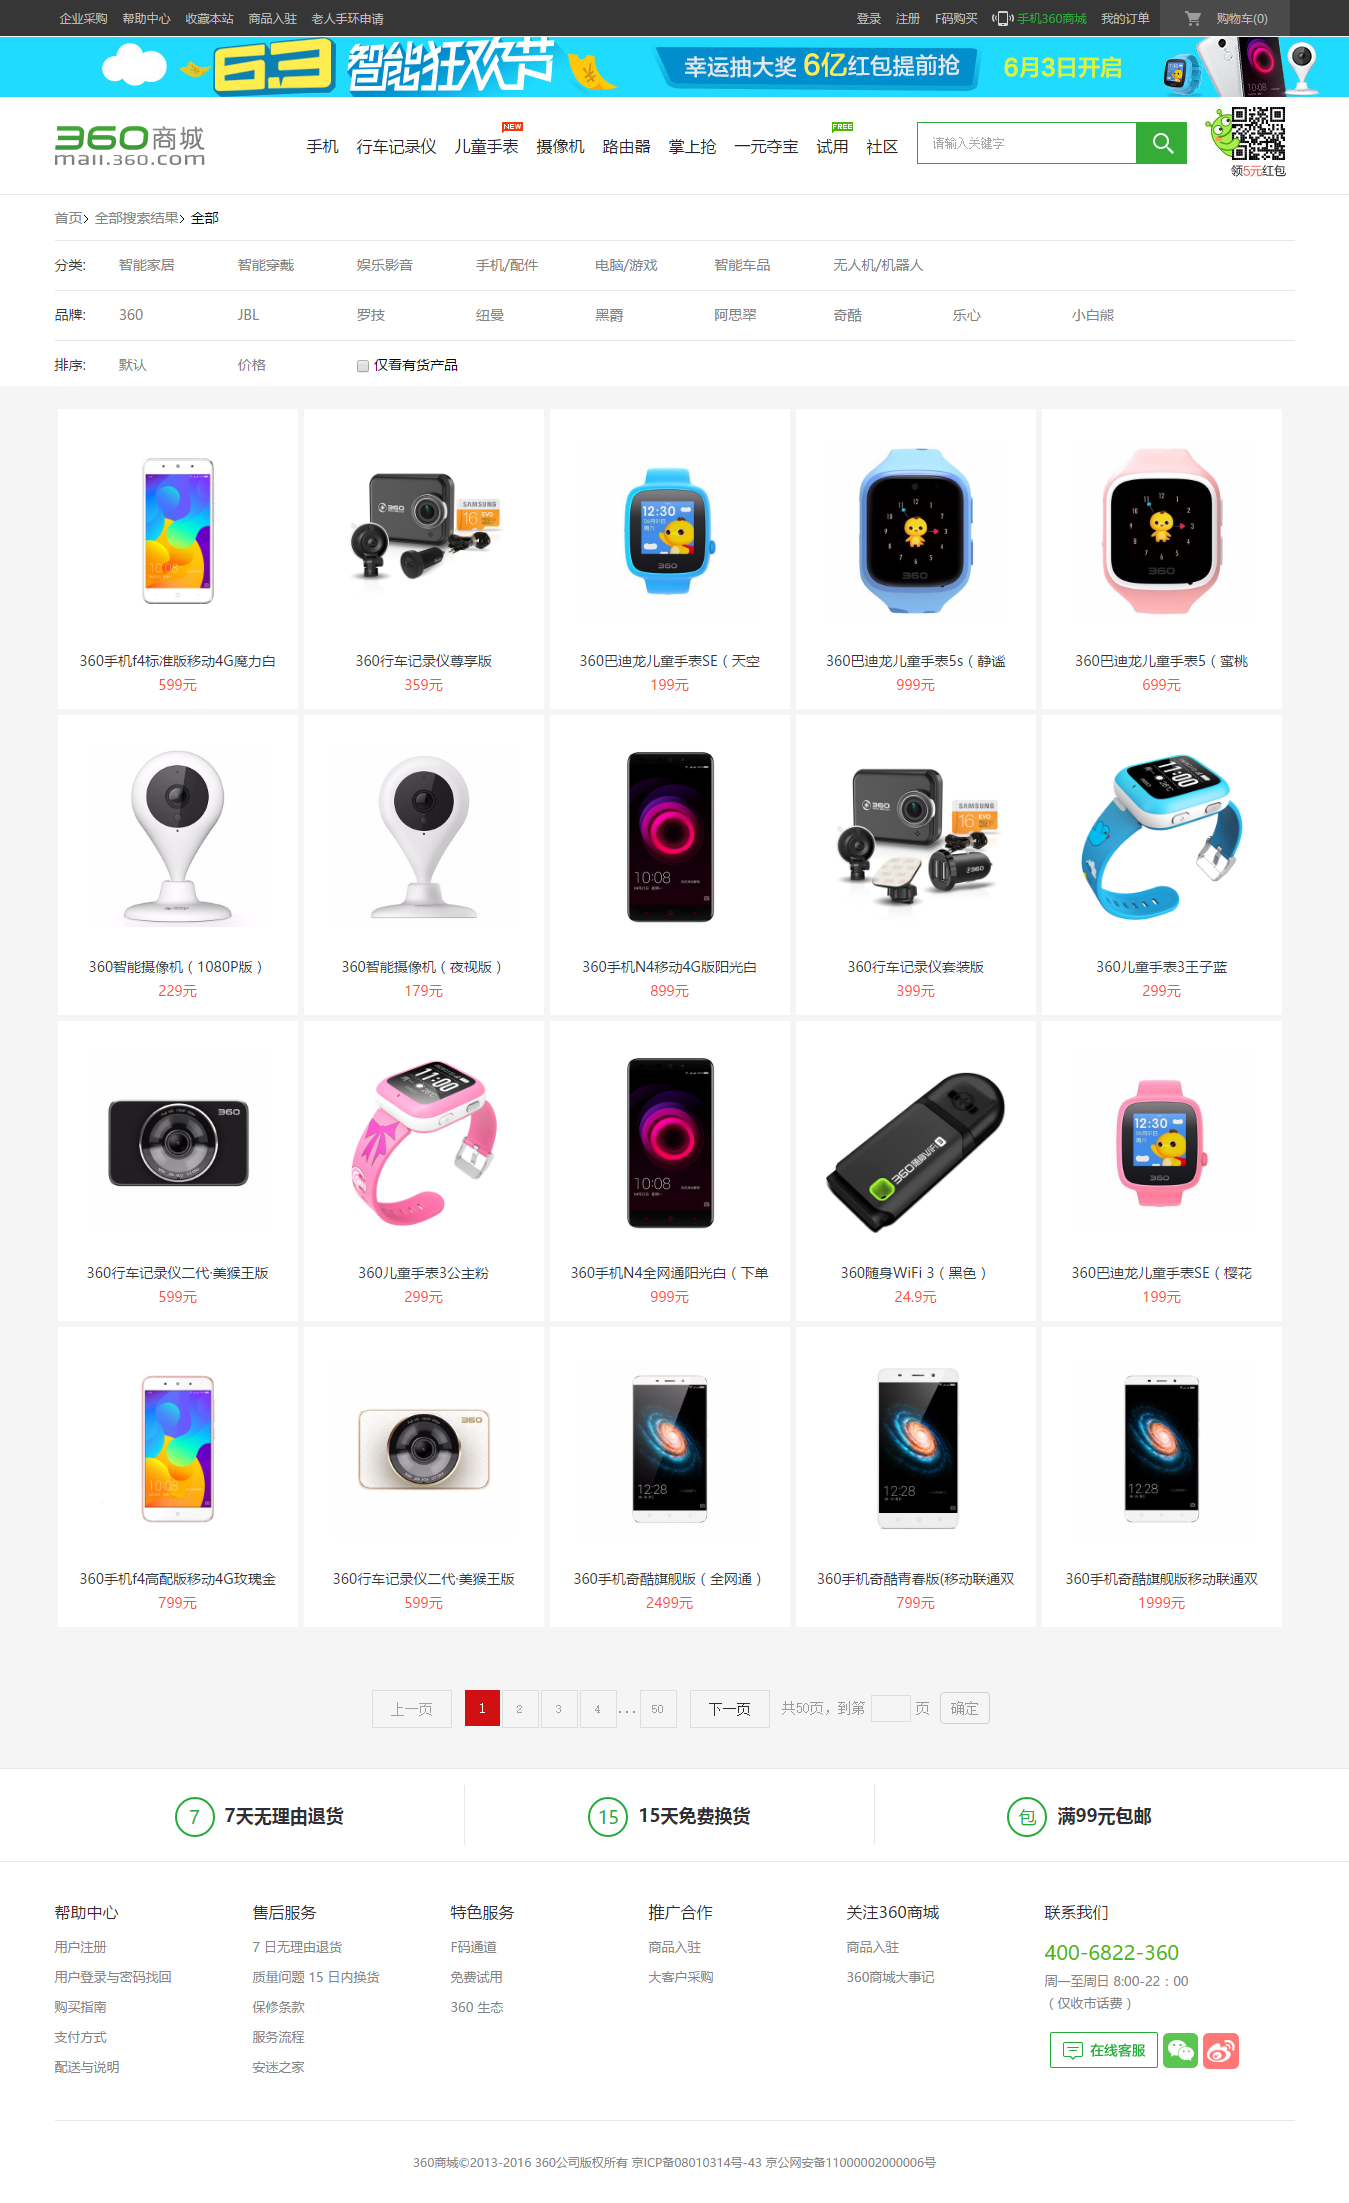 企业采购 帮助中心 收藏本站 商品入驻 老人手环申请 登录 注册 F码购买 手机360商城 我的订单 购物车(0)
63 智能狂欢节 幸运抽大奖 6亿红包提前抢 6月3日开启
360商城
mall.360.com
NEW FREE
手机 行车记录仪 儿童手表 摄像机 路由器 掌上抢 一元夺宝 试用 社区 请输入关键字
领5元红包
首页 全部搜索结果 全部
分类: 智能家居 智能穿戴 娱乐影音 手机/配件 电脑/游戏 智能车品 无人机/机器人
品牌: 360 JBL 罗技 纽曼 黑爵 阿思翠 奇酷 乐心 小白熊
排序: 默认 价格 仅看有货产品
360手机f4标准版移动4G魔力白 360行车记录仪尊享版 360巴迪龙儿童手表SE（天空 360巴迪龙儿童手表5s（静谧 360巴迪龙儿童手表5（蜜桃
599元 359元 199元 999元 699元
360智能摄像机（1080P版） 360智能摄像机（夜视版） 360手机N4移动4G版阳光白 360行车记录仪套装版 360儿童手表3王子蓝
229元 179元 899元 399元 299元
360行车记录仪二代·美猴王版 360儿童手表3公主粉 360手机N4全网通阳光白（下单 360随身WiFi 3（黑色） 360巴迪龙儿童手表SE（樱花
599元 299元 999元 24.9元 199元
360手机f4高配版移动4G玫瑰金 360行车记录仪二代·美猴王版 360手机奇酷旗舰版（全网通） 360手机奇酷青春版(移动联通双 360手机奇酷旗舰版移动联通双
799元 599元 2499元 799元 1999元
上一页 1 2 3 4 ... 50 下一页 共50页，到第 页 确定
7 7天无理由退货 15 15天免费换货 包 满99元包邮
帮助中心 售后服务 特色服务 推广合作 关注360商城 联系我们
用户注册 7 日无理由退货 F码通道 商品入驻 商品入驻 400-6822-360
用户登录与密码找回 质量问题 15 日内换货 免费试用 大客户采购 360商城大事记 周一至周日 8:00-22：00
购买指南 保修条款 360 生态 （仅收市话费）
支付方式 服务流程 在线客服
配送与说明 安迷之家
360商城©2013-2016 360公司版权所有 京ICP备08010314号-43 京公网安备11000002000006号